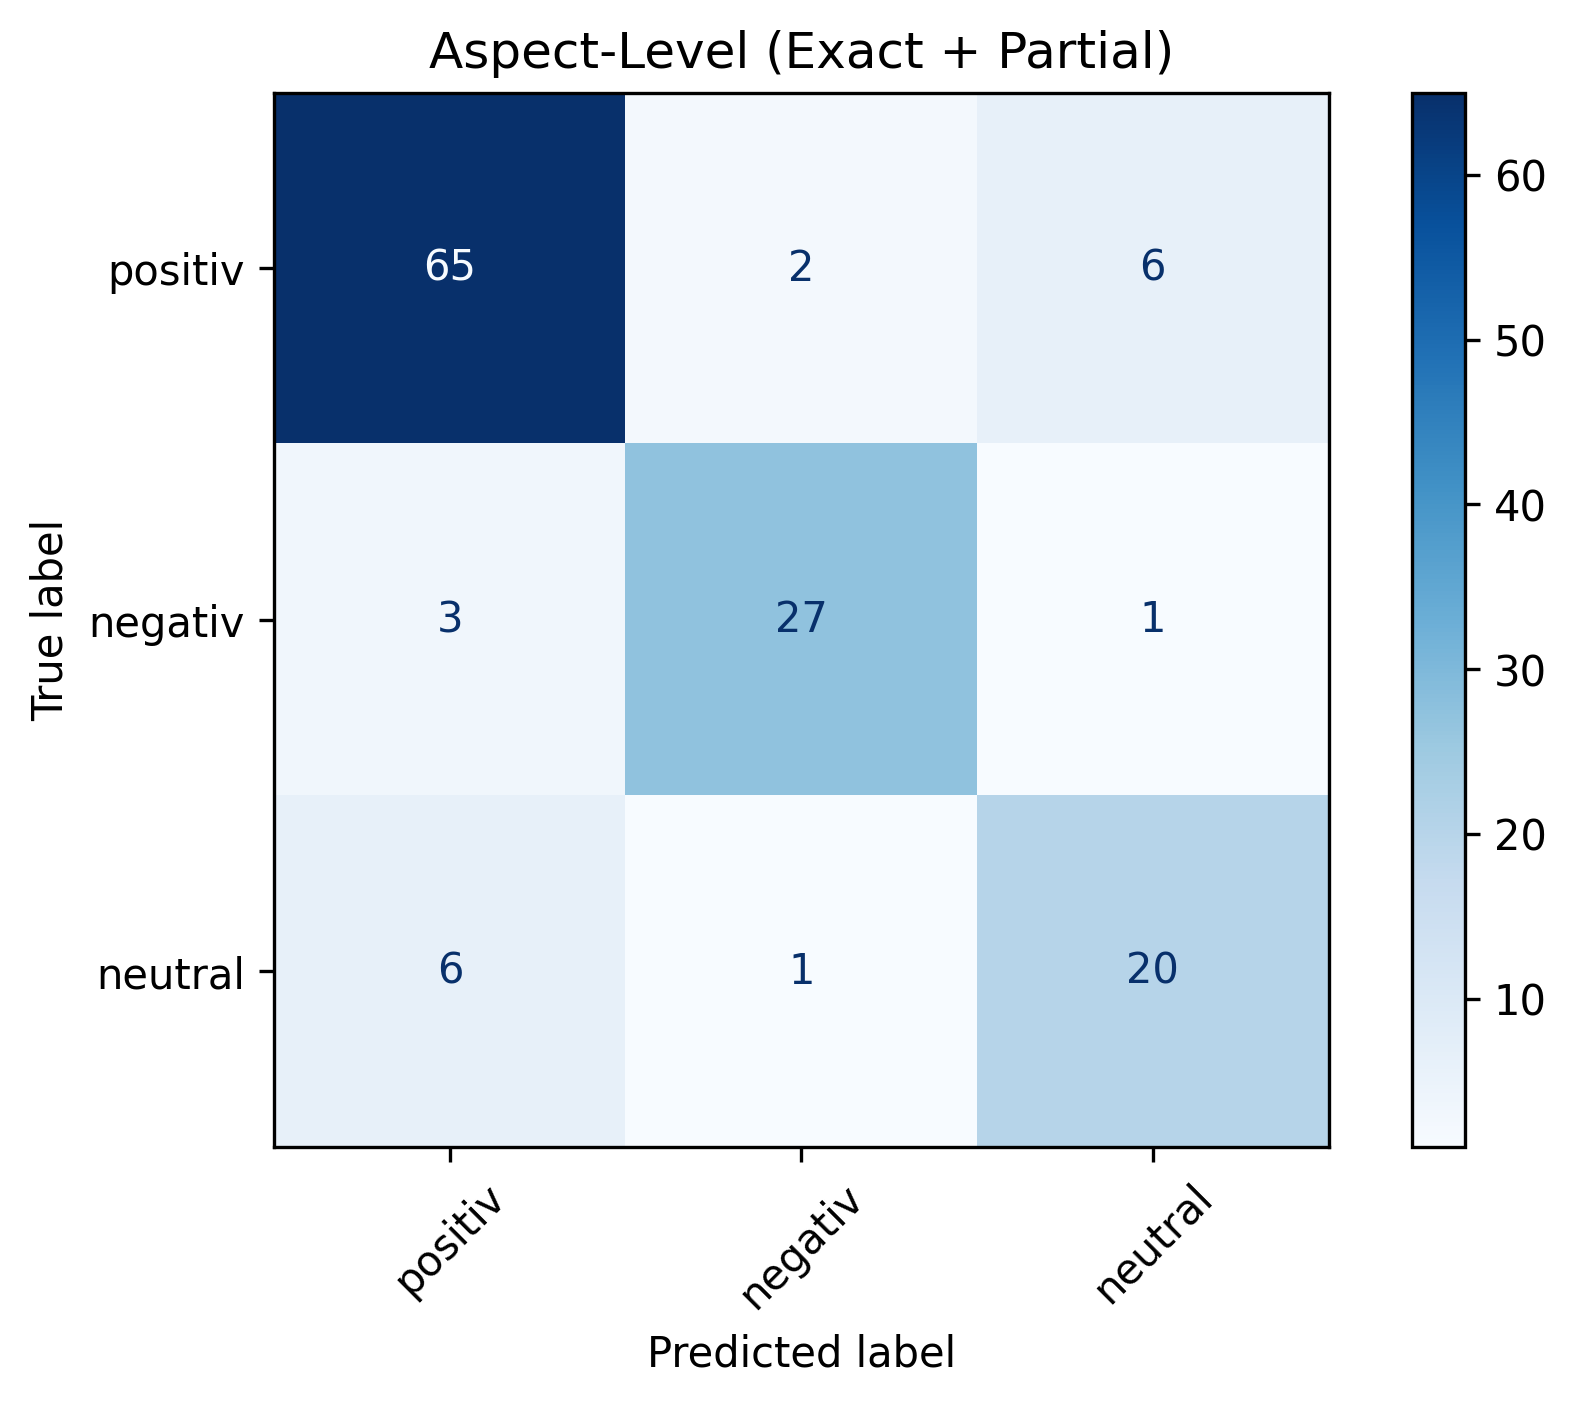 Aspect-Level (Exact + Partial)
positiv
negativ
neutral
True label
65
2
6
3
27
1
6
1
20
positiv
negativ
neutral
Predicted label
60
50
40
30
20
10